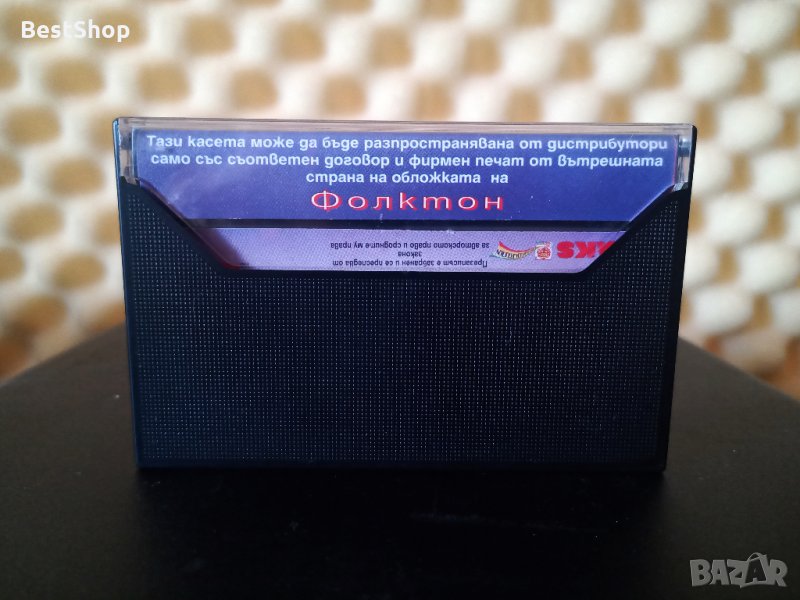 BestShop
Тази касета може да бъде разпространявана от дистрибутори
само със съответен договор и фирмен печат от вътрешната
страна на обложката на
Фолктон
Презаписът е забранен и се преследва от
закона
за авторското право и сродните му права
BAZAR